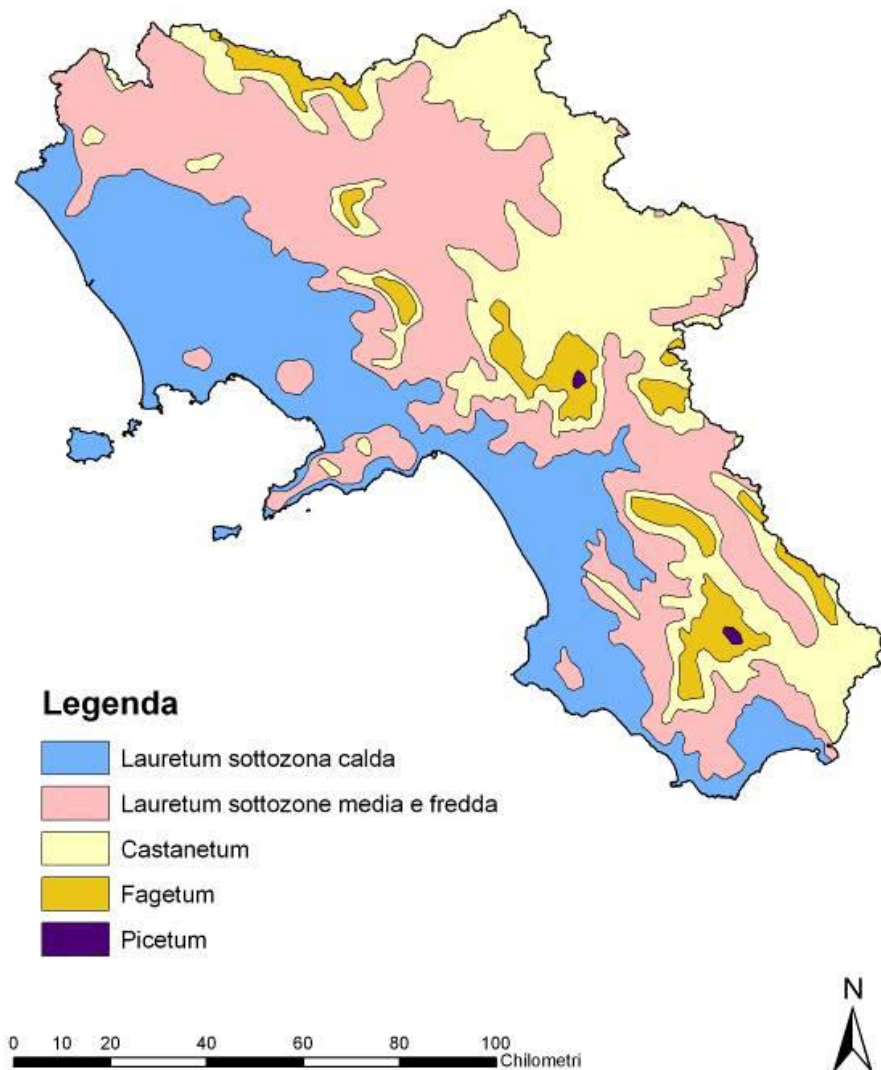 Legenda
Lauretum sottozona calda
Lauretum sottozone media e fredda
Castanetum
Fagetum
Picetum
N
0 10 20 40 60 80 100
Chilometri